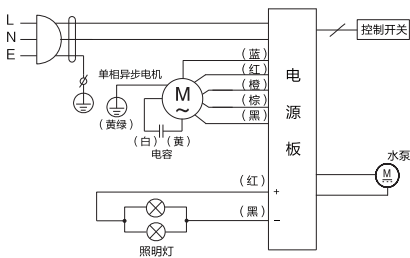 L
N
E
控制开关
单相异步电机
M
~
(蓝)
(红)
(橙)
(棕)
(黑)
(黄绿)
(白)
(黄)
电容
电源板
水泵
M
(红)
+
(黑)
−
照明灯